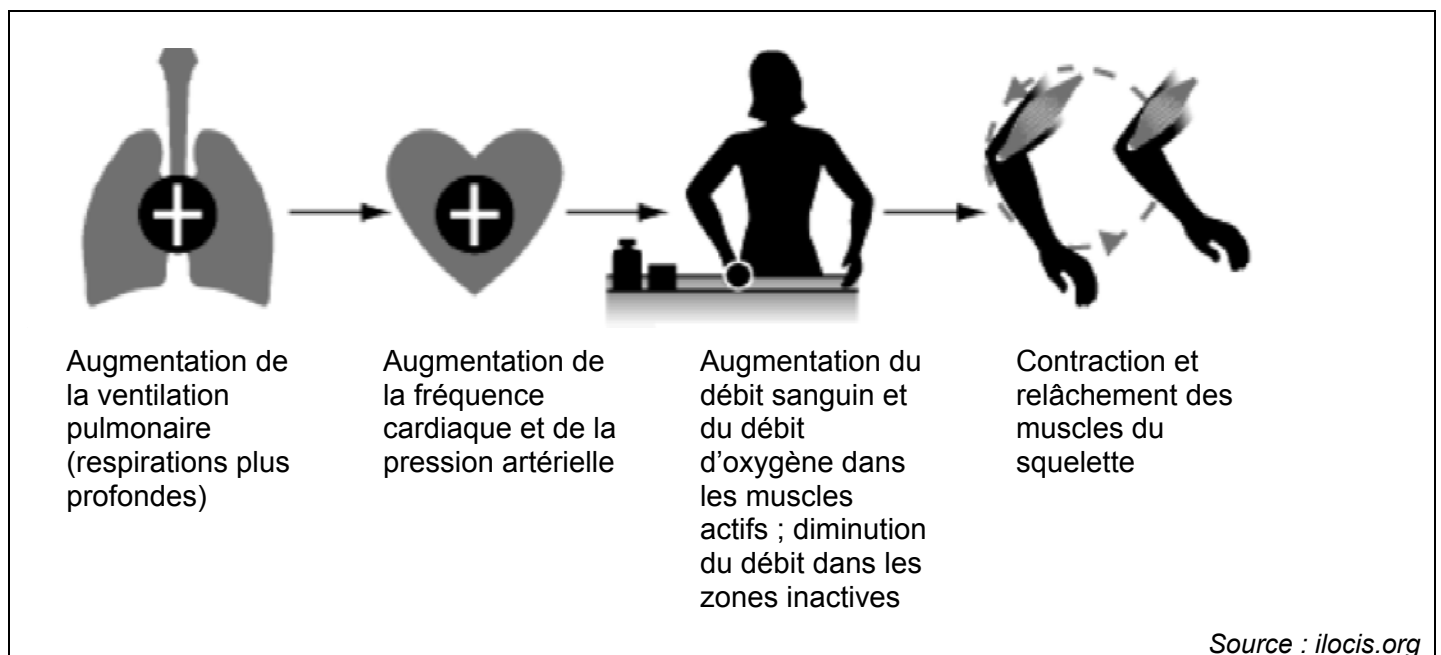 Augmentation de
la ventilation
pulmonaire
(respirations plus
profondes)
Augmentation de
la fréquence
cardiaque et de la
pression artérielle
Augmentation du
débit sanguin et
du débit
d’oxygène dans
les muscles
actifs ; diminution
du débit dans les
zones inactives
Contraction et
relâchement des
muscles du
squelette
Source : ilocis.org